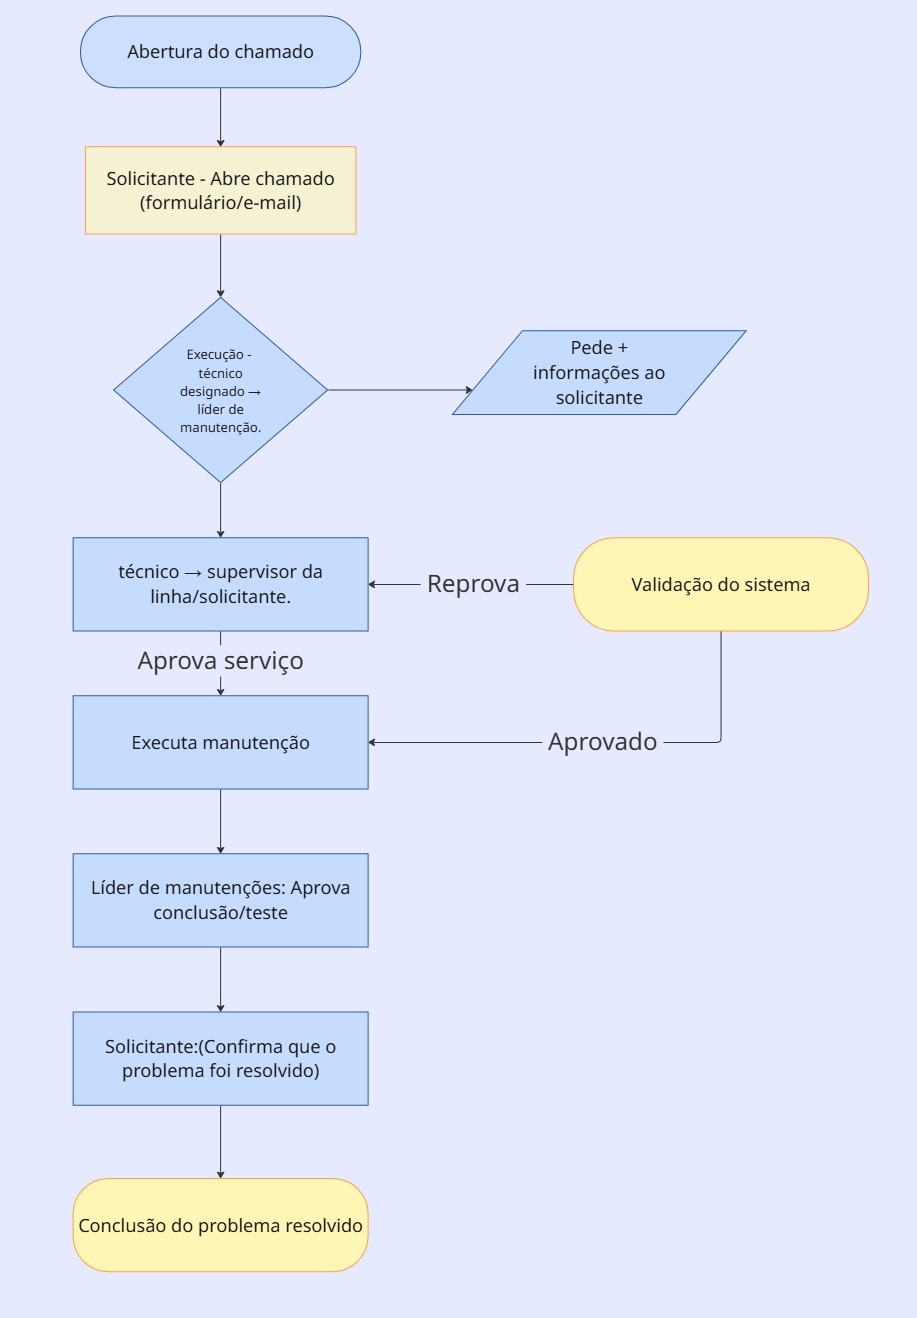 Abertura do chamado
Solicitante - Abre chamado
(formulário/e-mail)
Execução -
técnico
designado →
líder de
manutenção.
Pede +
informações ao
solicitante
técnico → supervisor da
linha/solicitante.
Reprova
Validação do sistema
Aprova serviço
Executa manutenção
Aprovado
Líder de manutenções: Aprova
conclusão/teste
Solicitante:(Confirma que o
problema foi resolvido)
Conclusão do problema resolvido